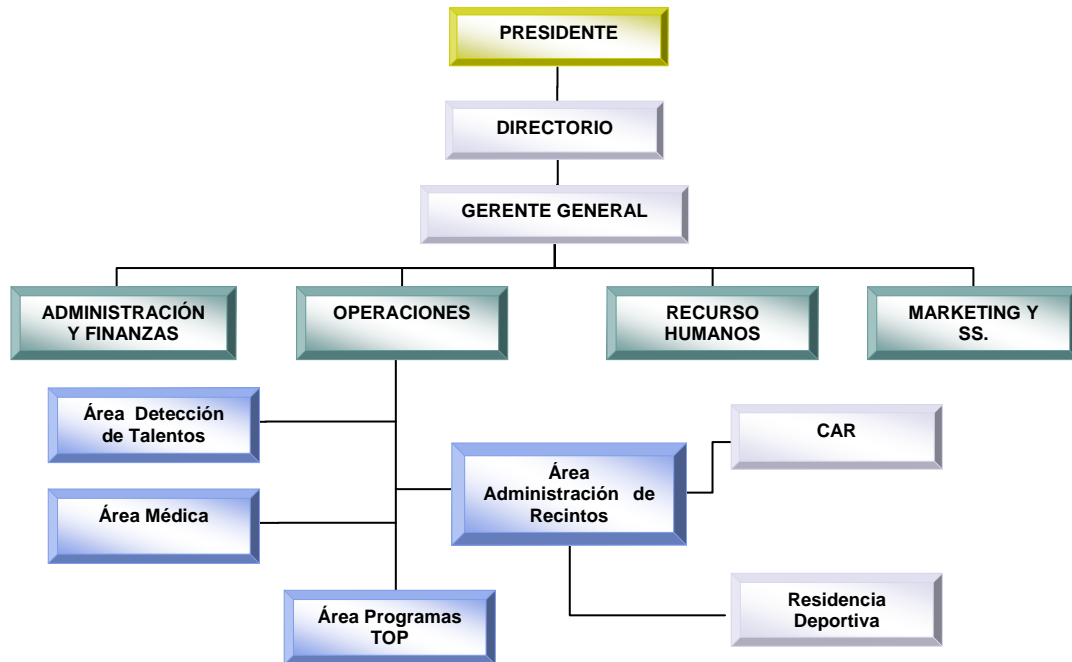 PRESIDENTE
DIRECTORIO
GERENTE GENERAL
ADMINISTRACIÓN
Y FINANZAS
OPERACIONES
RECURSO
HUMANOS
MARKETING Y
SS.
Área Detección
de Talentos
Área Médica
Área
Administración de
Recintos
CAR
Área Programas
TOP
Residencia
Deportiva